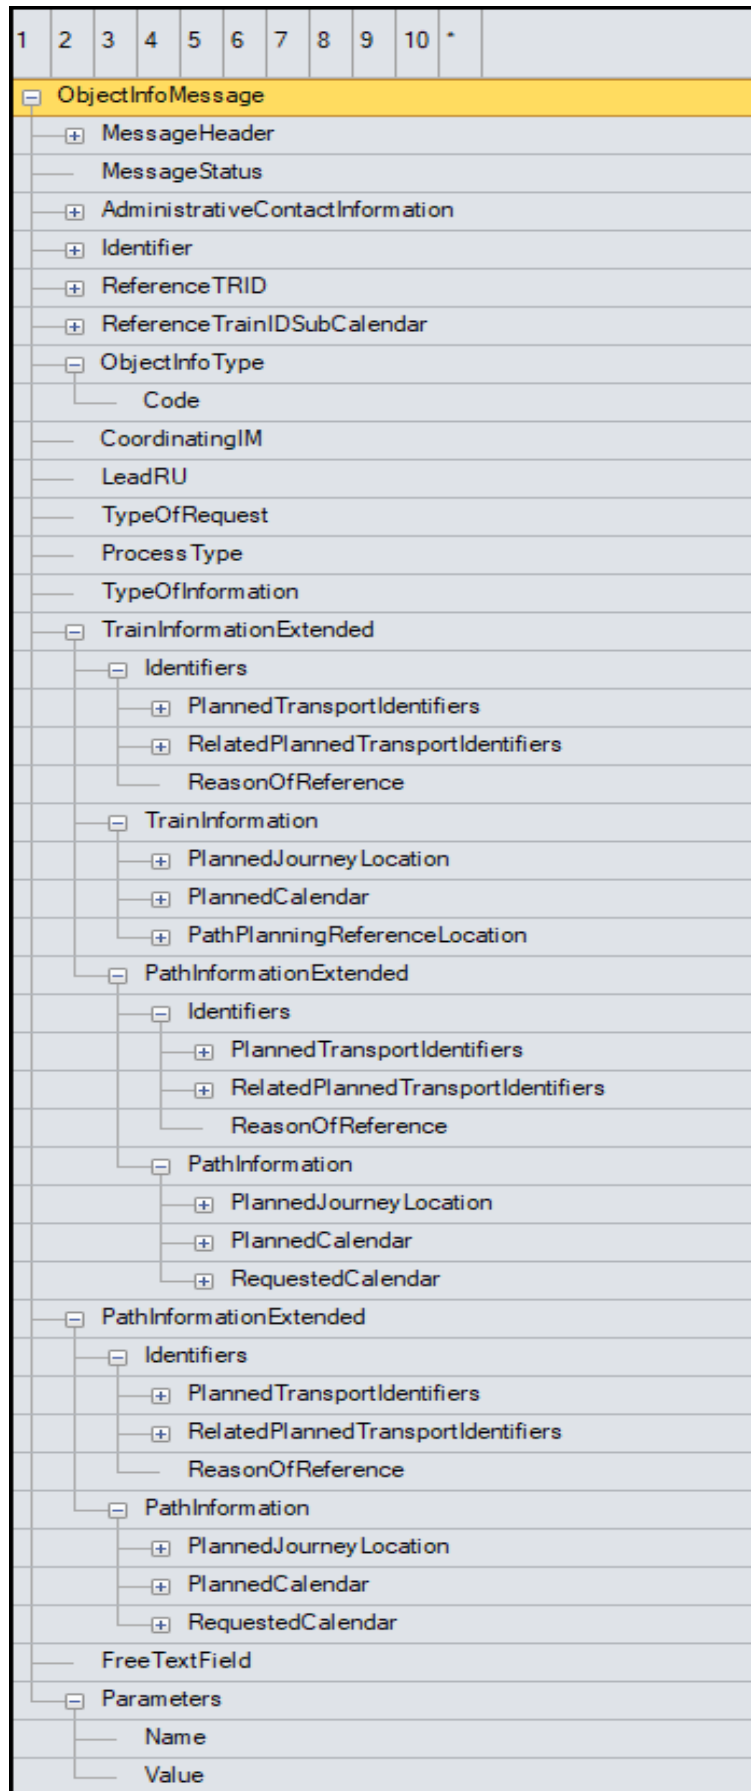 1 2 3 4 5 6 7 8 9 10 *
ObjectInfoMessage
MessageHeader
MessageStatus
AdministrativeContactInformation
Identifier
ReferenceTRID
ReferenceTrainIDSubCalendar
ObjectInfoType
Code
CoordinatingIM
LeadRU
TypeOfRequest
ProcessType
TypeOfInformation
TrainInformationExtended
Identifiers
PlannedTransportIdentifiers
RelatedPlannedTransportIdentifiers
ReasonOfReference
TrainInformation
PlannedJourneyLocation
PlannedCalendar
PathPlanningReferenceLocation
PathInformationExtended
Identifiers
PlannedTransportIdentifiers
RelatedPlannedTransportIdentifiers
ReasonOfReference
PathInformation
PlannedJourneyLocation
PlannedCalendar
RequestedCalendar
PathInformationExtended
Identifiers
PlannedTransportIdentifiers
RelatedPlannedTransportIdentifiers
ReasonOfReference
PathInformation
PlannedJourneyLocation
PlannedCalendar
RequestedCalendar
FreeTextField
Parameters
Name
Value